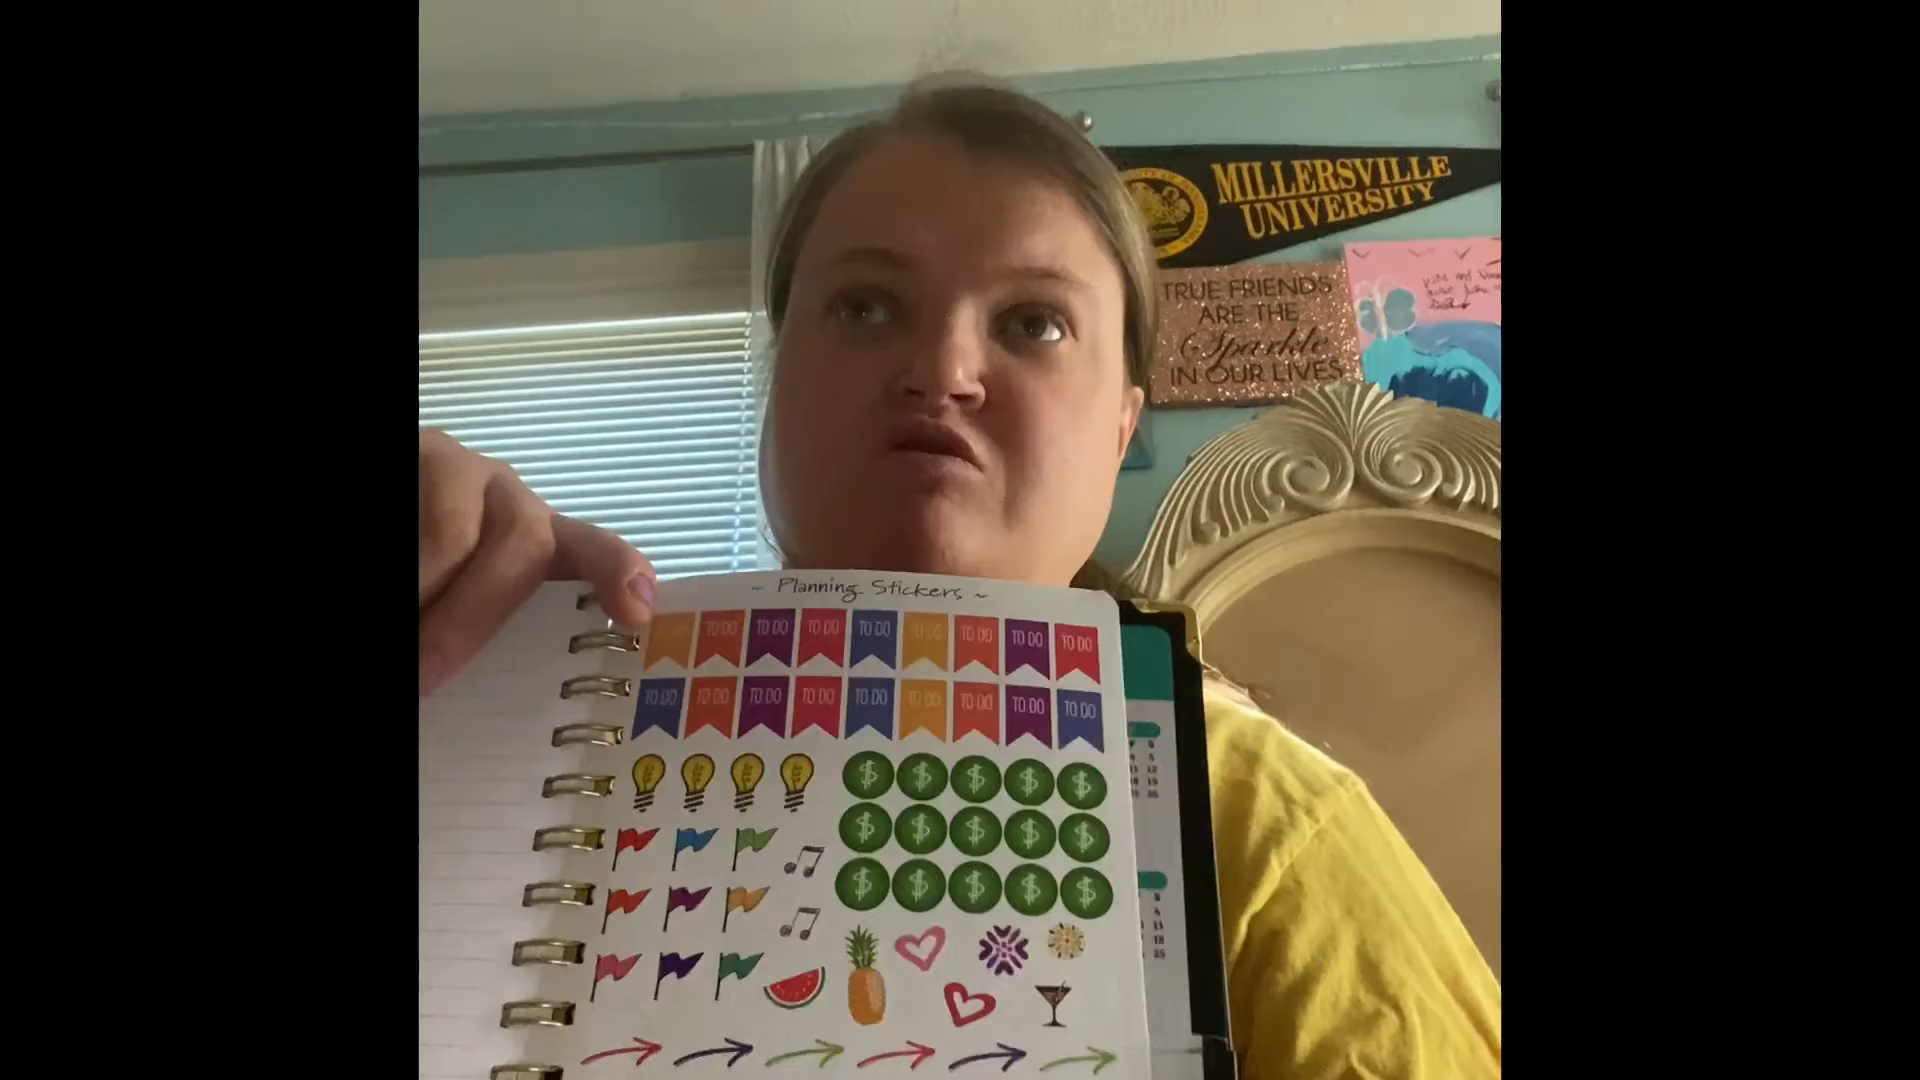 MILLERSVILLE
UNIVERSITY
TRUE FRIENDS
ARE THE
Sparkle
IN OUR LIVES
~ Planning Stickers ~
TO DO TO DO TO DO TO DO TO DO TO DO TO DO TO DO
TO DO TO DO TO DO TO DO TO DO TO DO TO DO TO DO TO DO
$ $ $ $ $
$ $ $ $ $
$ $ $ $ $